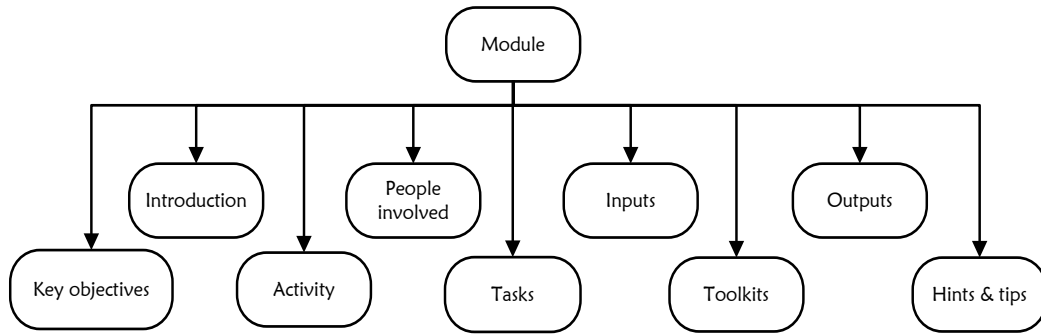 Module
Introduction
People
involved
Inputs
Outputs
Key objectives
Activity
Tasks
Toolkits
Hints & tips